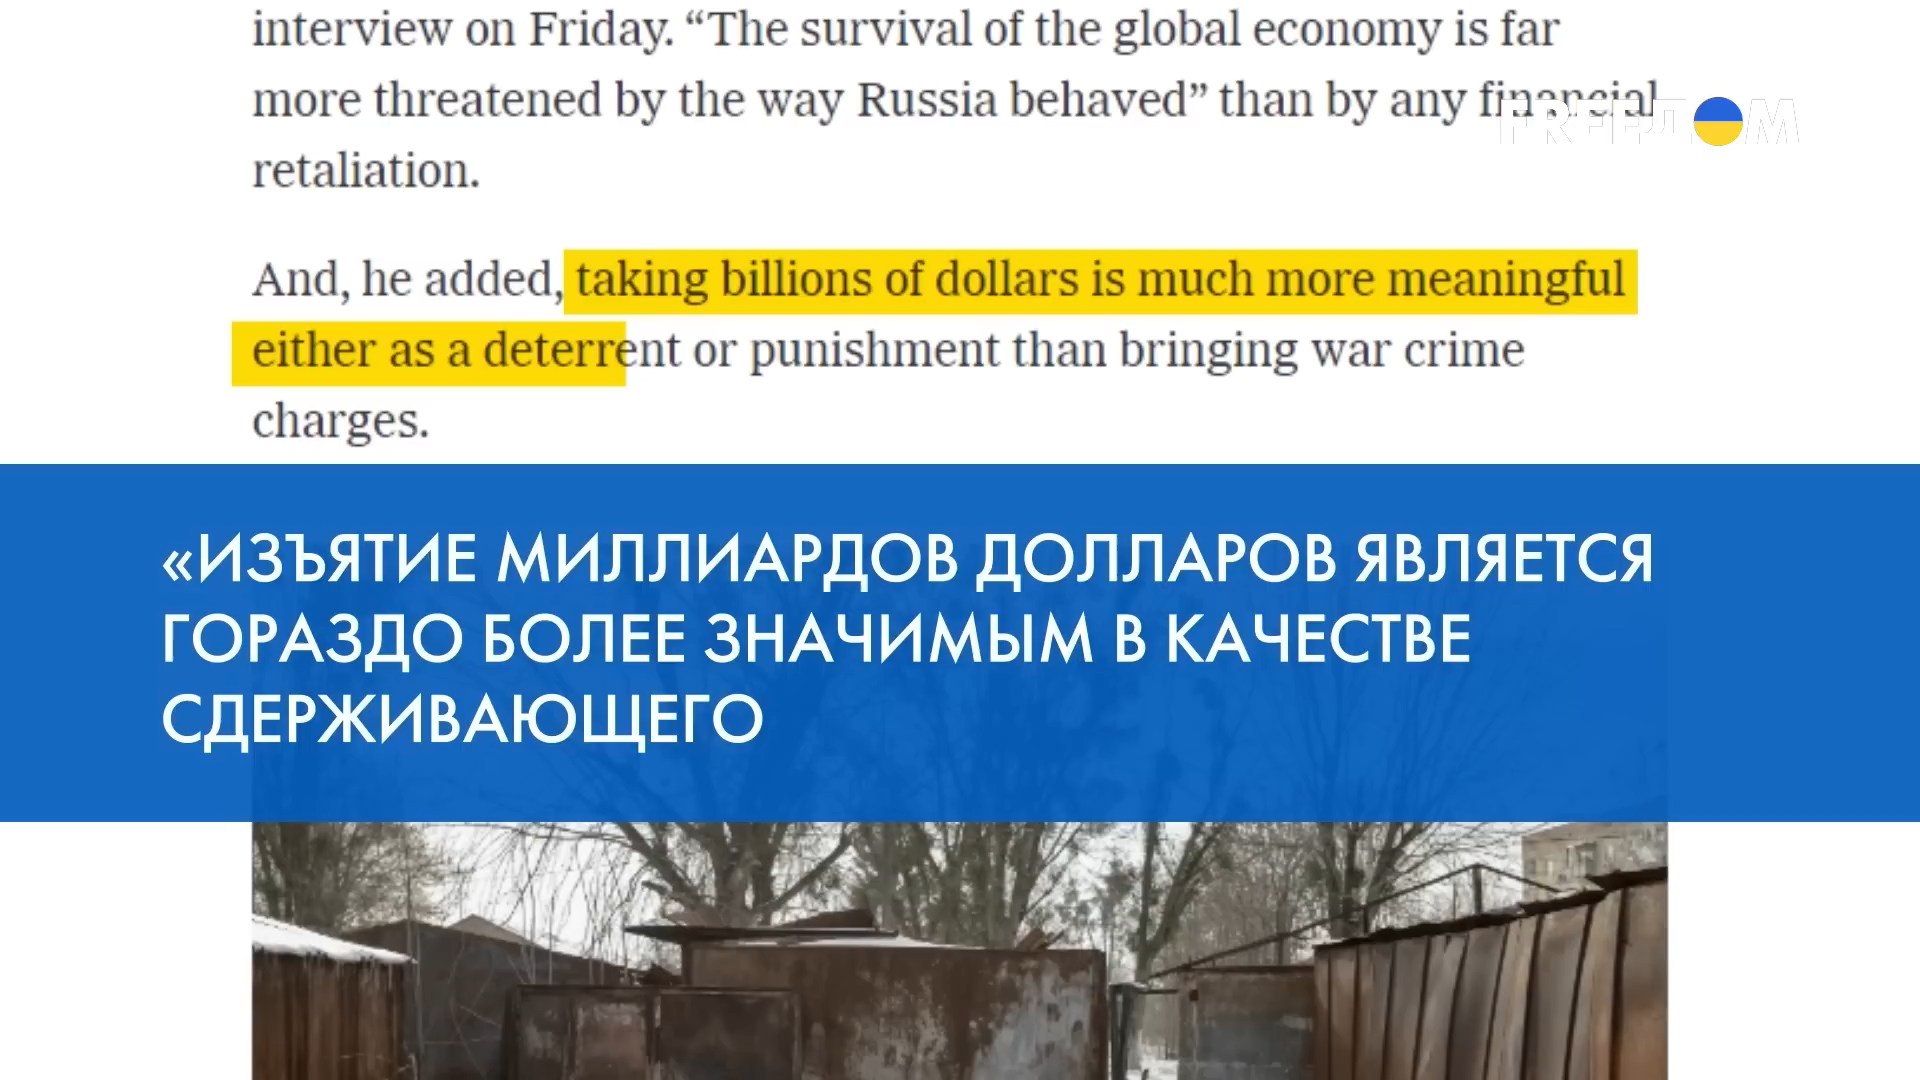 interview on Friday. “The survival of the global economy is far
more threatened by the way Russia behaved” than by any financial
FREEДОМ
retaliation.
And, he added, taking billions of dollars is much more meaningful
either as a deterrent or punishment than bringing war crime
charges.
«ИЗЪЯТИЕ МИЛЛИАРДОВ ДОЛЛАРОВ ЯВЛЯЕТСЯ
ГОРАЗДО БОЛЕЕ ЗНАЧИМЫМ В КАЧЕСТВЕ
СДЕРЖИВАЮЩЕГО